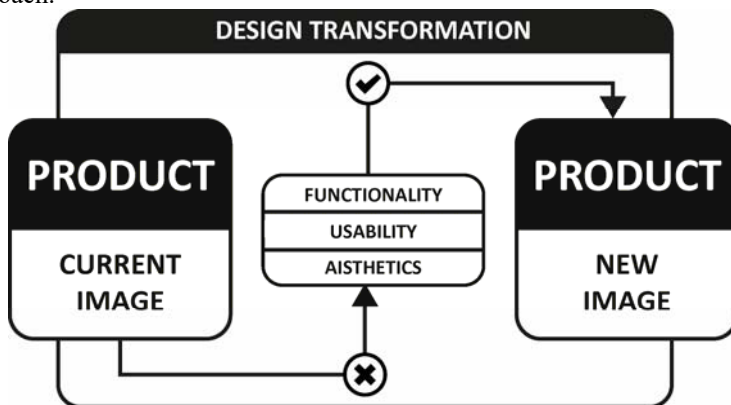 DESIGN TRANSFORMATION
PRODUCT
CURRENT
IMAGE
FUNCTIONALITY
USABILITY
AISTHETICS
PRODUCT
NEW
IMAGE